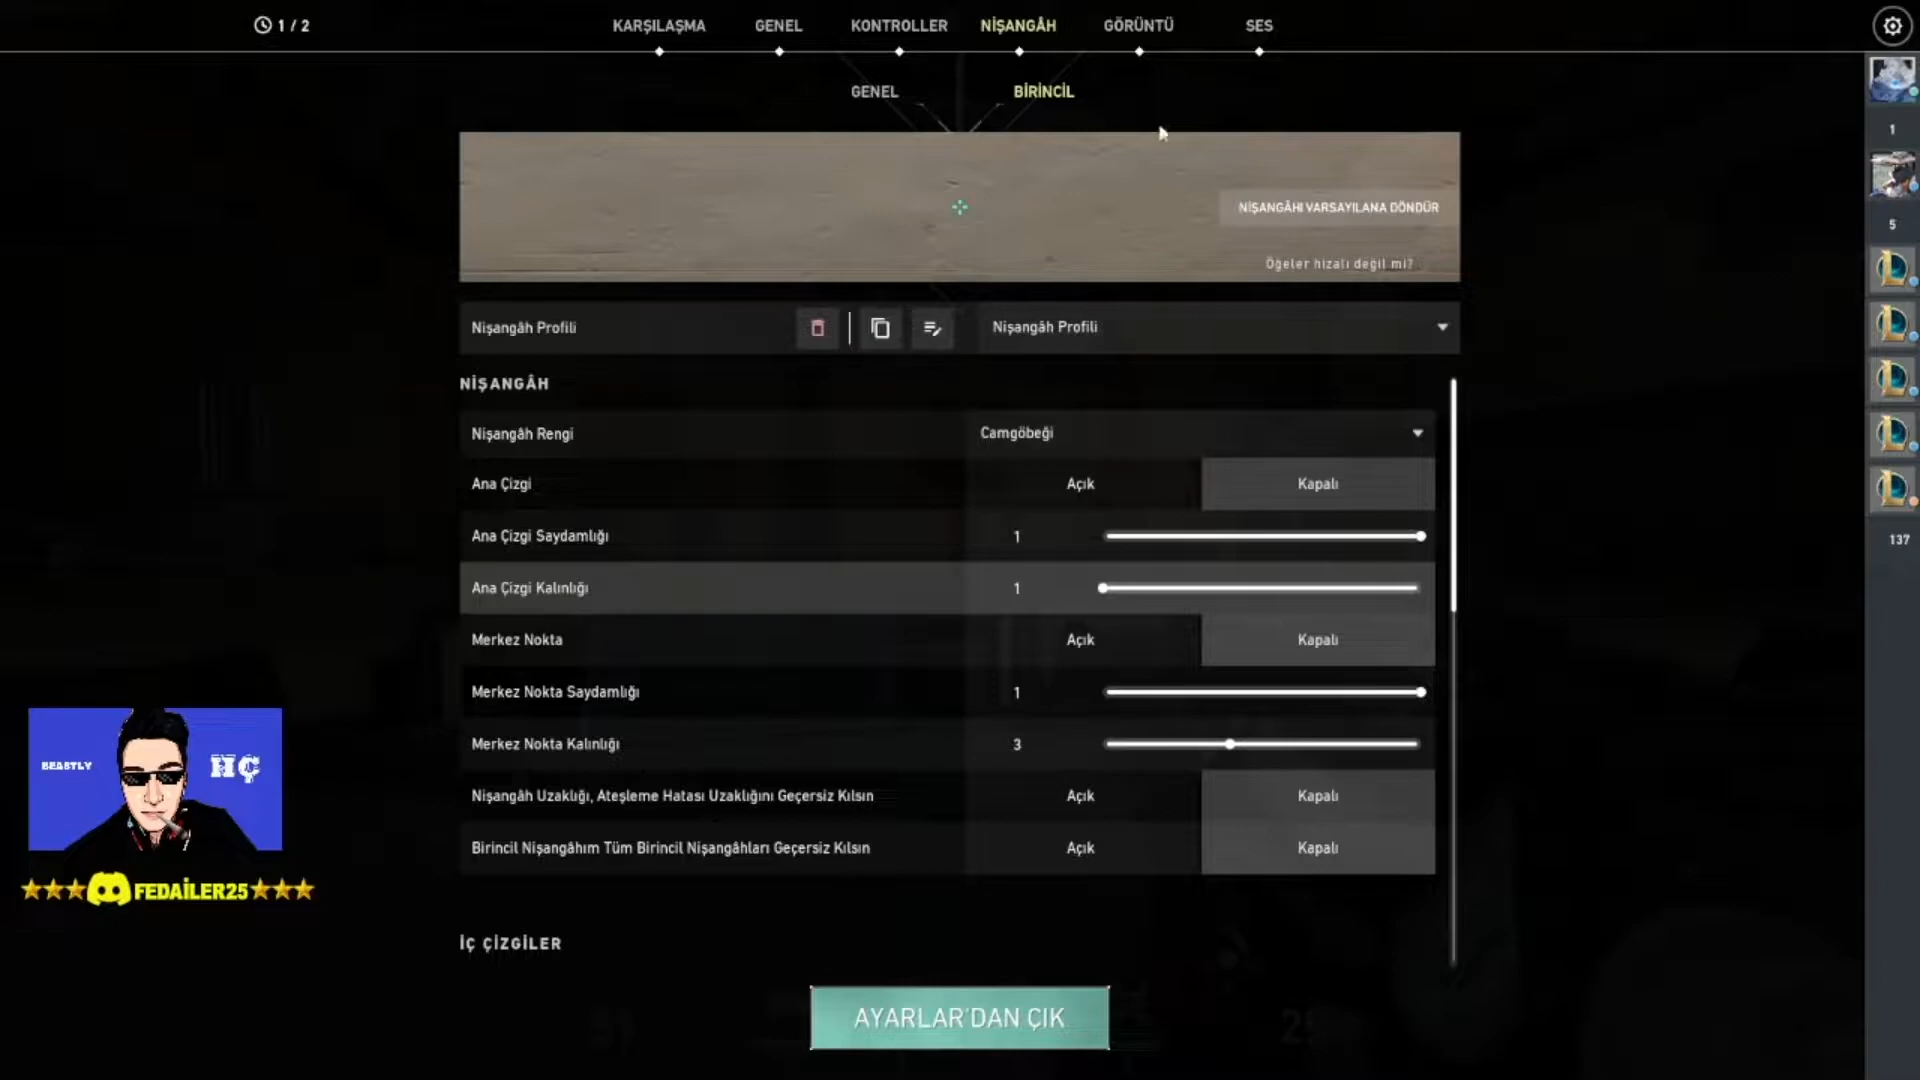 1 / 2
KARŞILAŞMA GENEL KONTROLLER NİŞANGÂH GÖRÜNTÜ SES
GENEL BİRİNCİL
NİŞANGÂHI VARSAYILANA DÖNDÜR
Öğeler hizalı değil mi?
Nişangâh Profili Nişangâh Profili
NİŞANGÂH
Nişangâh Rengi Camgöbeği
Ana Çizgi Açık Kapalı
Ana Çizgi Saydamlığı 1
Ana Çizgi Kalınlığı 1
Merkez Nokta Açık Kapalı
Merkez Nokta Saydamlığı 1
Merkez Nokta Kalınlığı 3
Nişangâh Uzaklığı, Ateşleme Hatası Uzaklığını Geçersiz Kılsın Açık Kapalı
Birincil Nişangâhım Tüm Birincil Nişangâhları Geçersiz Kılsın Açık Kapalı
İÇ ÇİZGİLER
AYARLAR'DAN ÇIK
BEASTLY HÇ
FEDAİLER25
1
5
137